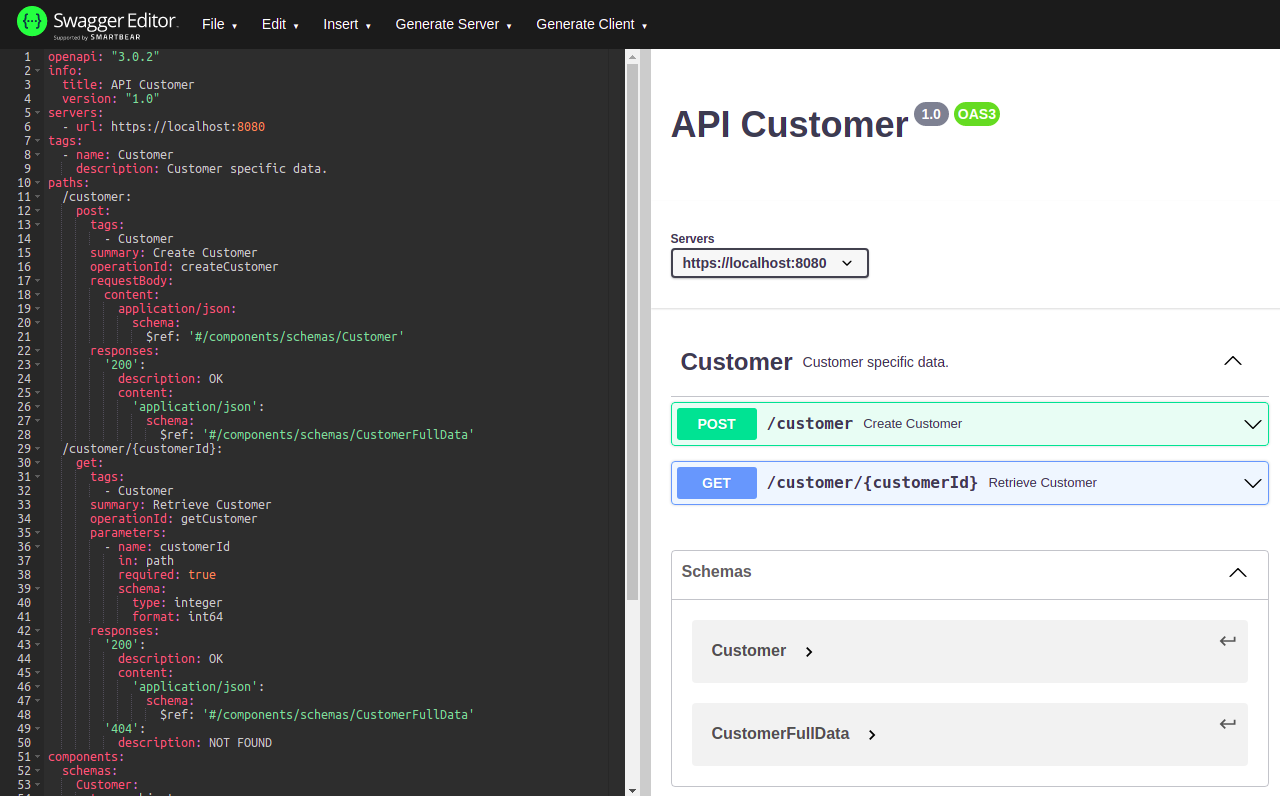 Swagger Editor.
Supported by SMARTBEAR
File ▾ Edit ▾ Insert ▾ Generate Server ▾ Generate Client ▾
1 openapi: "3.0.2"
2 info:
3 title: API Customer
4 version: "1.0"
5 servers:
6 - url: https://localhost:8080
7 tags:
8 - name: Customer
9 description: Customer specific data.
10 paths:
11 /customer:
12 post:
13 tags:
14 - Customer
15 summary: Create Customer
16 operationId: createCustomer
17 requestBody:
18 content:
19 application/json:
20 schema:
21 $ref: '#/components/schemas/Customer'
22 responses:
23 '200':
24 description: OK
25 content:
26 'application/json':
27 schema:
28 $ref: '#/components/schemas/CustomerFullData'
29 /customer/{customerId}:
30 get:
31 tags:
32 - Customer
33 summary: Retrieve Customer
34 operationId: getCustomer
35 parameters:
36 - name: customerId
37 in: path
38 required: true
39 schema:
40 type: integer
41 format: int64
42 responses:
43 '200':
44 description: OK
45 content:
46 'application/json':
47 schema:
48 $ref: '#/components/schemas/CustomerFullData'
49 '404':
50 description: NOT FOUND
51 components:
52 schemas:
53 Customer:
API Customer 1.0 OAS3
Servers
https://localhost:8080
Customer Customer specific data.
POST /customer Create Customer
GET /customer/{customerId} Retrieve Customer
Schemas
Customer
CustomerFullData